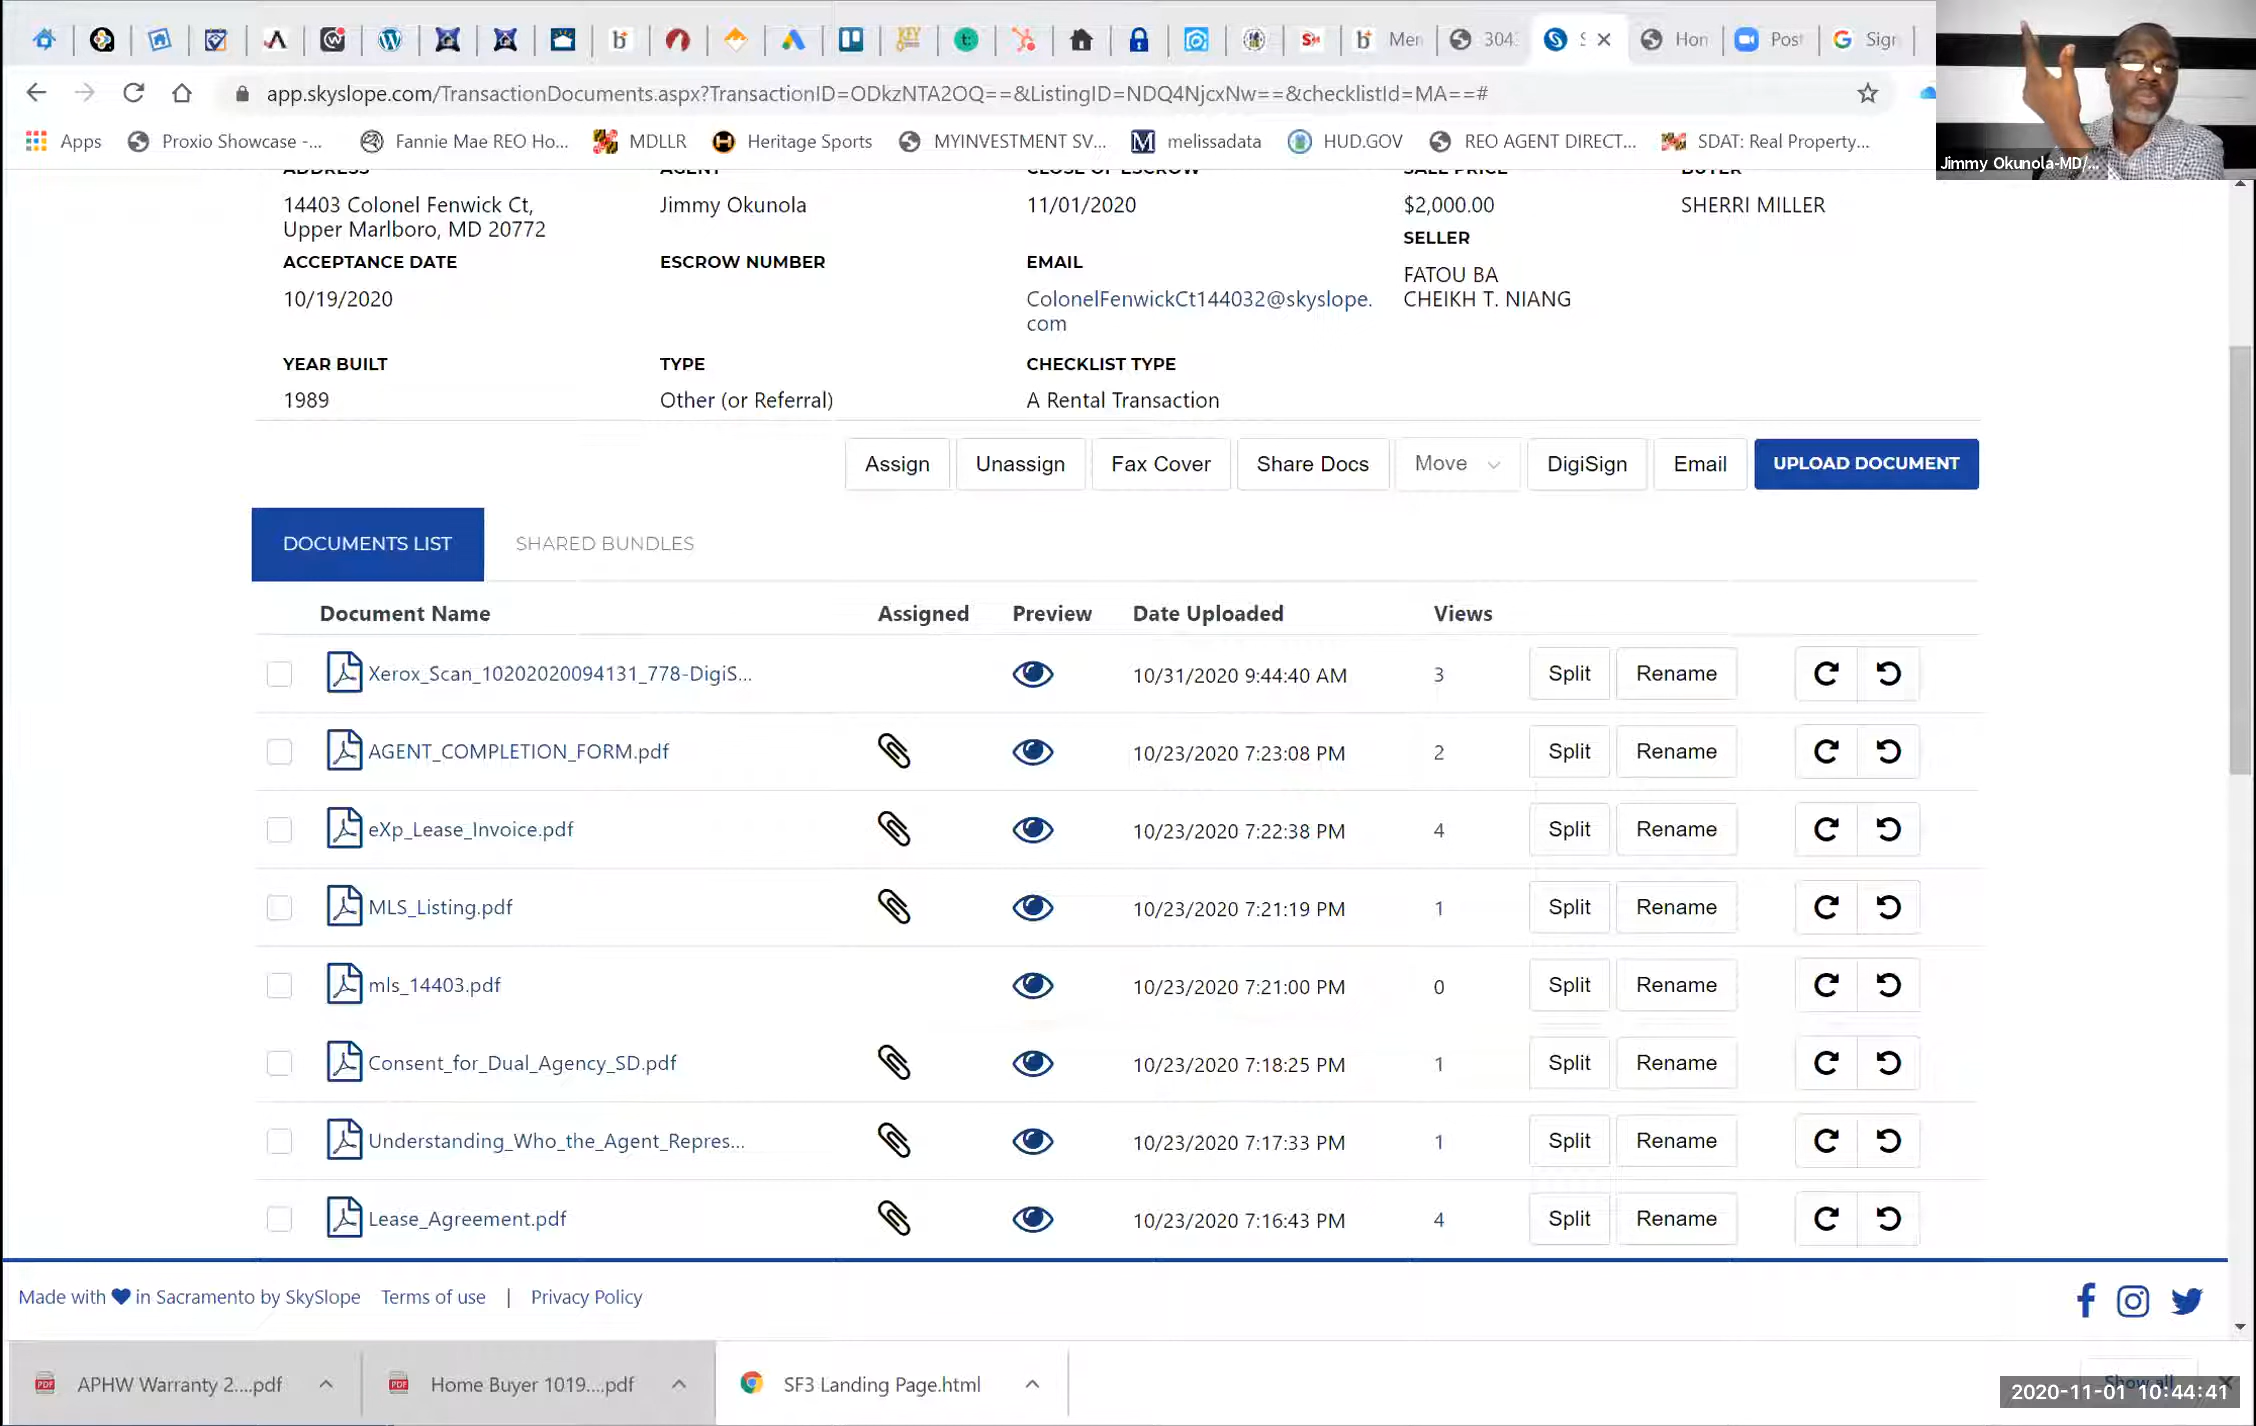 Mer
304
S
Hon
Post
Sign
app.skyslope.com/TransactionDocuments.aspx?TransactionID=ODkzNTA2OQ==&ListingID=NDQ4NjcxNw==&checklistId=MA==#
Apps
Proxio Showcase -...
Fannie Mae REO Ho...
MDLLR
Heritage Sports
MYINVESTMENT SV...
melissadata
HUD.GOV
REO AGENT DIRECT...
SDAT: Real Property...
Jimmy Okunola-MD/...
ADDRESS
AGENT
CLOSE OF ESCROW
SALE PRICE
BUYER
14403 Colonel Fenwick Ct,
Upper Marlboro, MD 20772
Jimmy Okunola
11/01/2020
$2,000.00
SHERRI MILLER
SELLER
ACCEPTANCE DATE
ESCROW NUMBER
EMAIL
FATOU BA
CHEIKH T. NIANG
10/19/2020
ColonelFenwickCt144032@skyslope.
com
YEAR BUILT
TYPE
CHECKLIST TYPE
1989
Other (or Referral)
A Rental Transaction
Assign
Unassign
Fax Cover
Share Docs
Move
DigiSign
Email
UPLOAD DOCUMENT
DOCUMENTS LIST
SHARED BUNDLES
Document Name
Assigned
Preview
Date Uploaded
Views
Xerox_Scan_10202020094131_778-DigiS...
10/31/2020 9:44:40 AM
3
Split
Rename
AGENT_COMPLETION_FORM.pdf
10/23/2020 7:23:08 PM
2
Split
Rename
eXp_Lease_Invoice.pdf
10/23/2020 7:22:38 PM
4
Split
Rename
MLS_Listing.pdf
10/23/2020 7:21:19 PM
1
Split
Rename
mls_14403.pdf
10/23/2020 7:21:00 PM
0
Split
Rename
Consent_for_Dual_Agency_SD.pdf
10/23/2020 7:18:25 PM
1
Split
Rename
Understanding_Who_the_Agent_Repres...
10/23/2020 7:17:33 PM
1
Split
Rename
Lease_Agreement.pdf
10/23/2020 7:16:43 PM
4
Split
Rename
Made with in Sacramento by SkySlope
Terms of use
|
Privacy Policy
APHW Warranty 2....pdf
Home Buyer 1019....pdf
SF3 Landing Page.html
Show all
2020-11-01 10:44:41